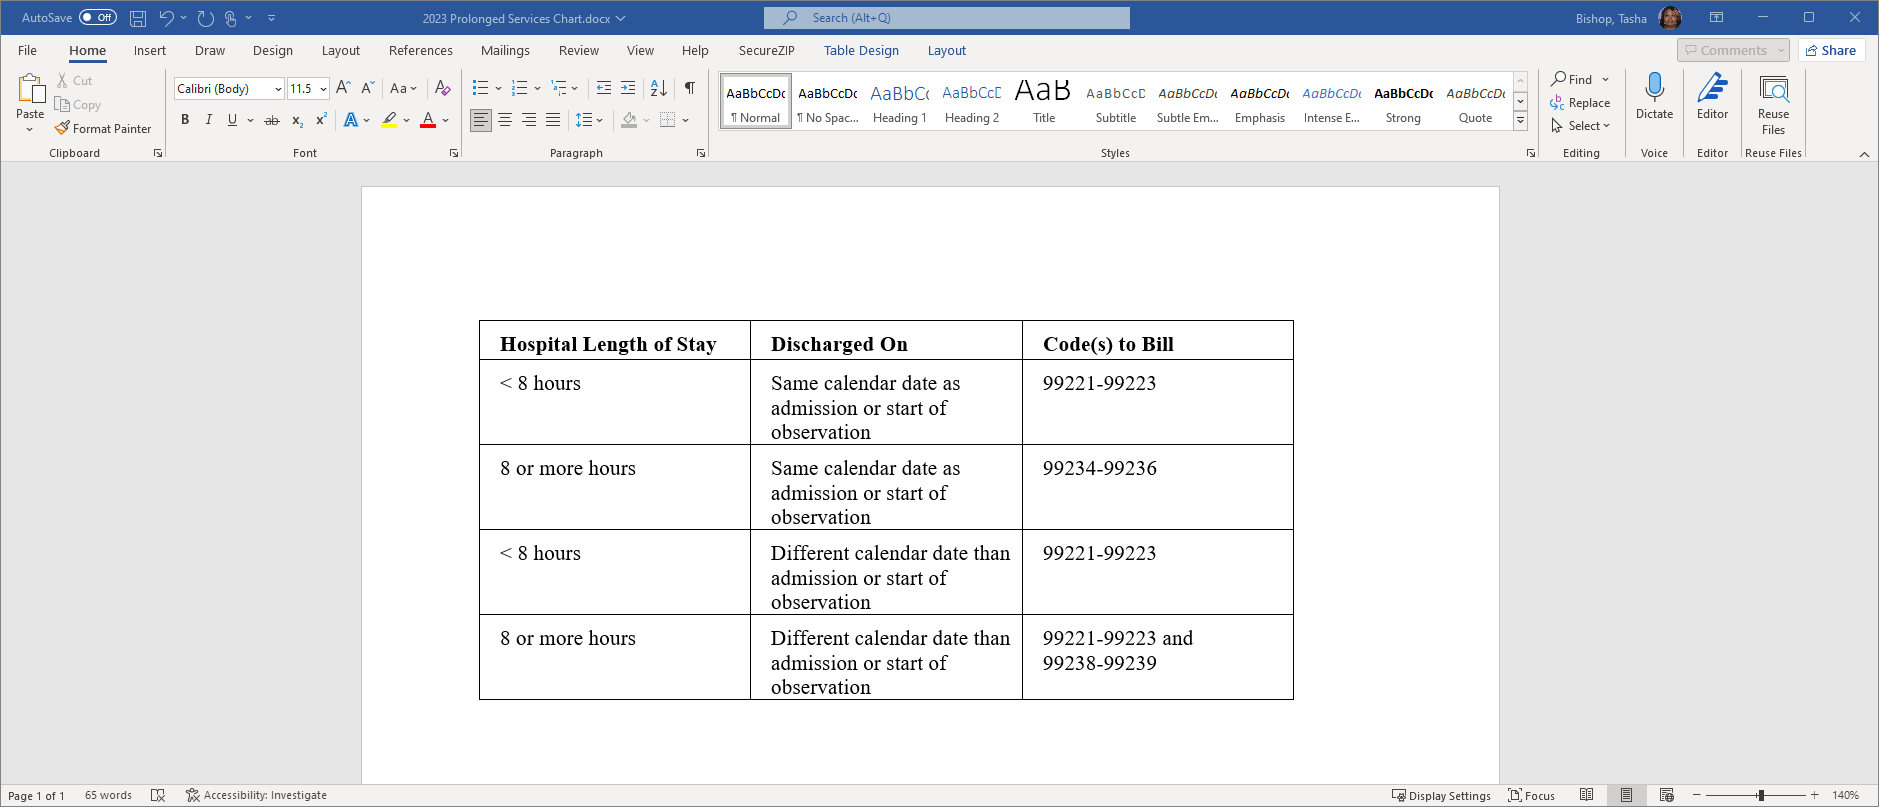 AutoSave Off 2023 Prolonged Services Chart.docx Search (Alt+Q) Bishop, Tasha
File Home Insert Draw Design Layout References Mailings Review View Help SecureZIP Table Design Layout Comments Share
Paste
Cut
Copy
Format Painter
Clipboard
Calibri (Body) 11.5 A A Aa A
B I U ab x2 x2 A A
Font
Paragraph
AaBbCcDc AaBbCcDc AaBbCc AaBbCcD AaB AaBbCcD AaBbCcDc AaBbCcDc AaBbCcDc AaBbCcDc AaBbCcDc
¶ Normal ¶ No Spac... Heading 1 Heading 2 Title Subtitle Subtle Em... Emphasis Intense E... Strong Quote
Styles
Find
Replace
Select
Editing
Dictate
Voice
Editor
Editor
Reuse
Files
Reuse Files
Hospital Length of Stay Discharged On Code(s) to Bill
< 8 hours Same calendar date as 99221-99223
admission or start of
observation
8 or more hours Same calendar date as 99234-99236
admission or start of
observation
< 8 hours Different calendar date than 99221-99223
admission or start of
observation
8 or more hours Different calendar date than 99221-99223 and
admission or start of 99238-99239
observation
Page 1 of 1 65 words Accessibility: Investigate Display Settings Focus 140%